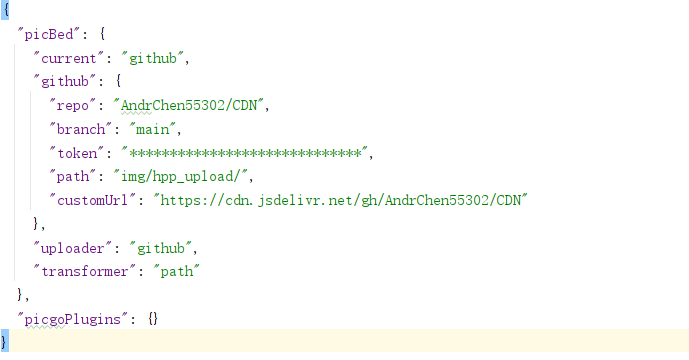 {
"picBed": {
"current": "github",
"github": {
"repo": "AndrChen55302/CDN",
"branch": "main",
"token": "*****************************",
"path": "img/hpp_upload/",
"customUrl": "https://cdn.jsdelivr.net/gh/AndrChen55302/CDN"
},
"uploader": "github",
"transformer": "path"
},
"picgoPlugins": {}
}